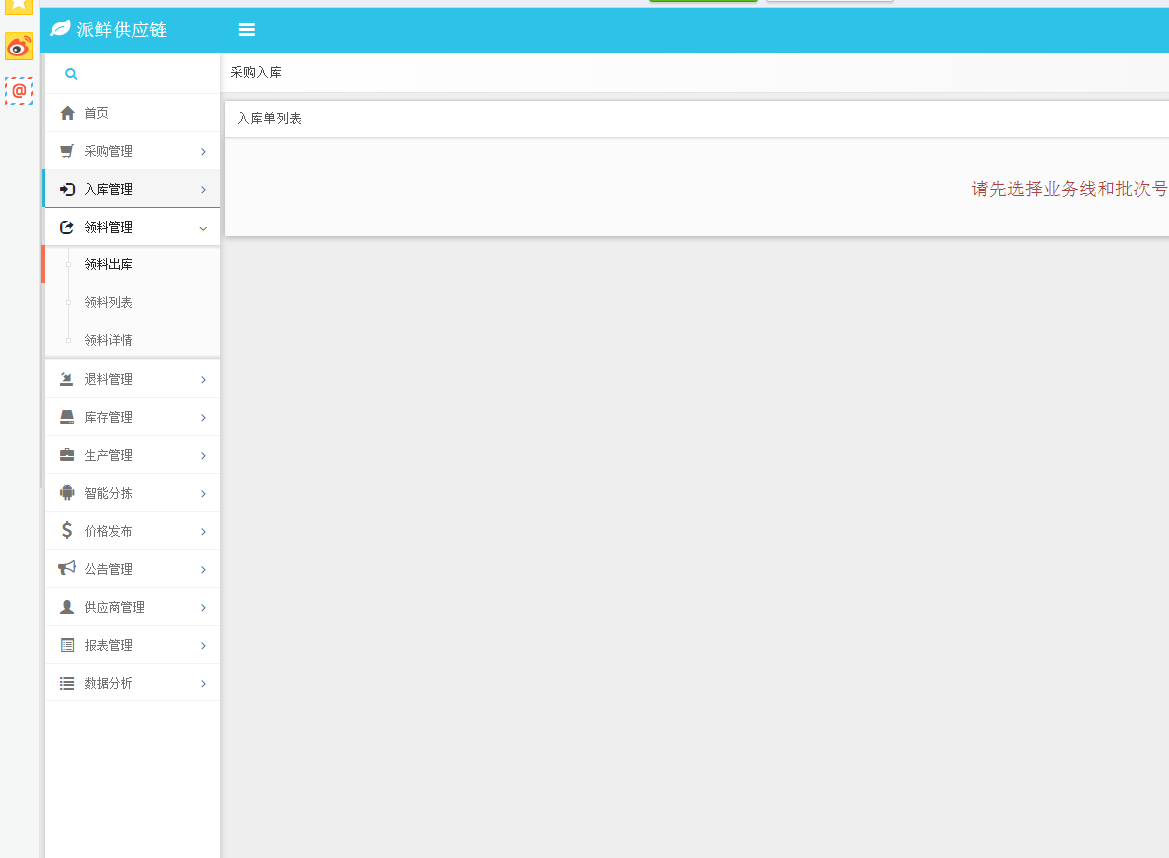 派鲜供应链
采购入库
首页
入库单列表
采购管理
入库管理
请先选择业务线和批次号
领料管理
领料出库
领料列表
领料详情
退料管理
库存管理
生产管理
智能分拣
价格发布
公告管理
供应商管理
报表管理
数据分析